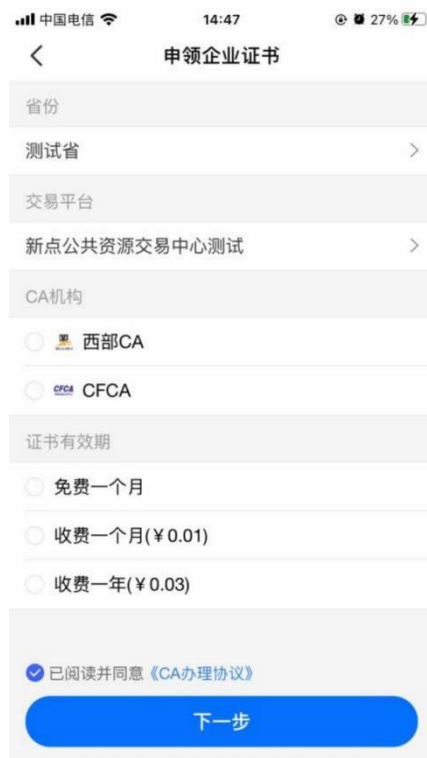 中国电信 14:47 27%
申领企业证书
省份
测试省
交易平台
新点公共资源交易中心测试
CA机构
西部CA
CFCA CFCA
证书有效期
免费一个月
收费一个月(￥0.01)
收费一年(￥0.03)
已阅读并同意《CA办理协议》
下一步